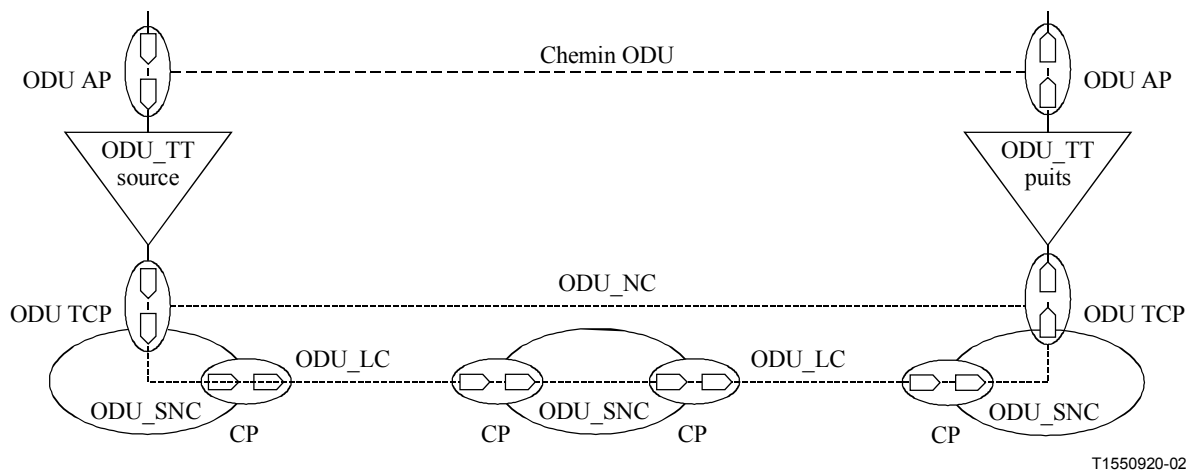 Chemin ODU
ODU AP
ODU AP
ODU_TT
source
ODU_TT
puits
ODU_NC
ODU TCP
ODU TCP
ODU_LC
ODU_LC
ODU_SNC
ODU_SNC
ODU_SNC
CP
CP
CP
CP
T1550920-02